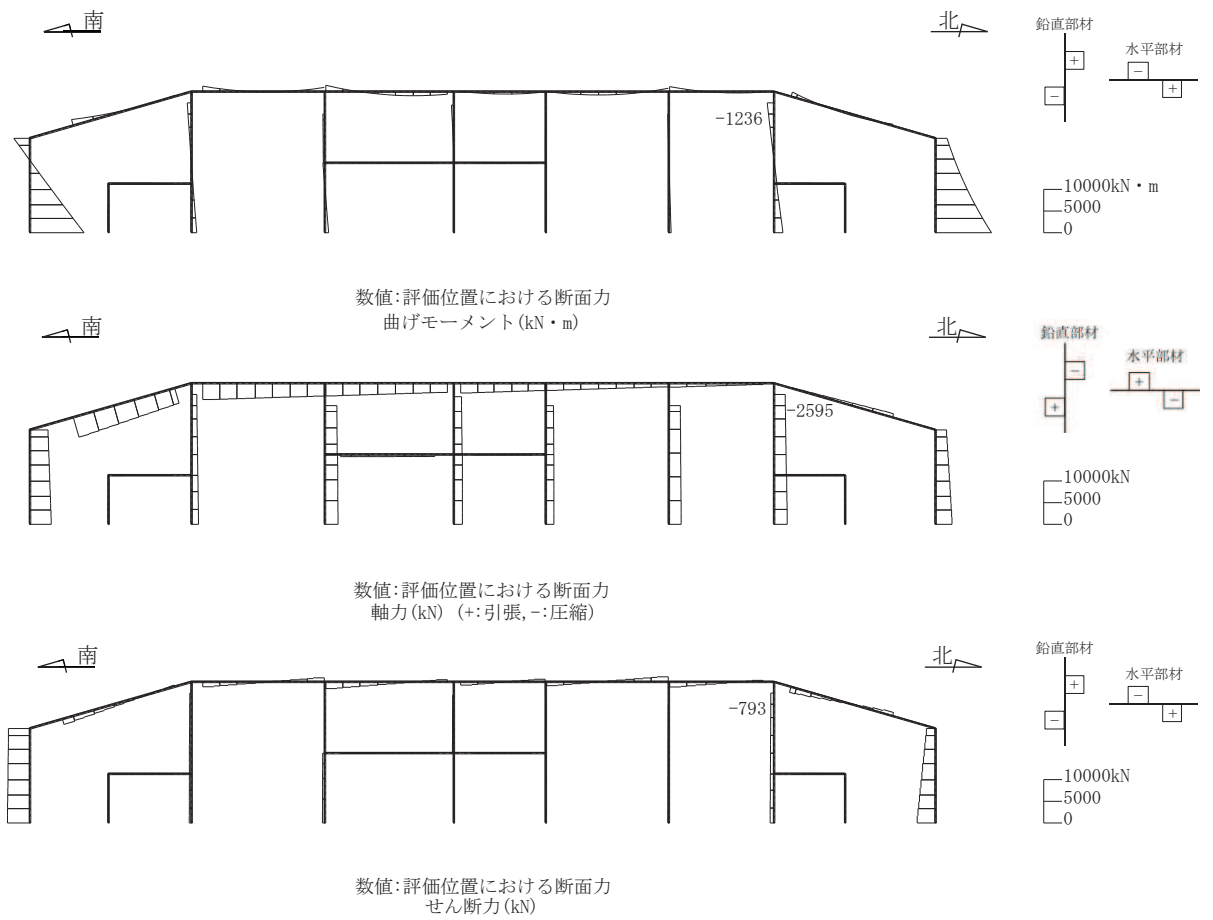 南
北
鉛直部材
水平部材
+
−
−
+
-1236
10000kN・m
5000
0
数値:評価位置における断面力
曲げモーメント(kN・m)
南
北
鉛直部材
水平部材
−
+
+
−
-2595
10000kN
5000
0
数値:評価位置における断面力
軸力(kN) (+:引張,-:圧縮)
南
北
鉛直部材
水平部材
+
−
−
+
-793
10000kN
5000
0
数値:評価位置における断面力
せん断力(kN)